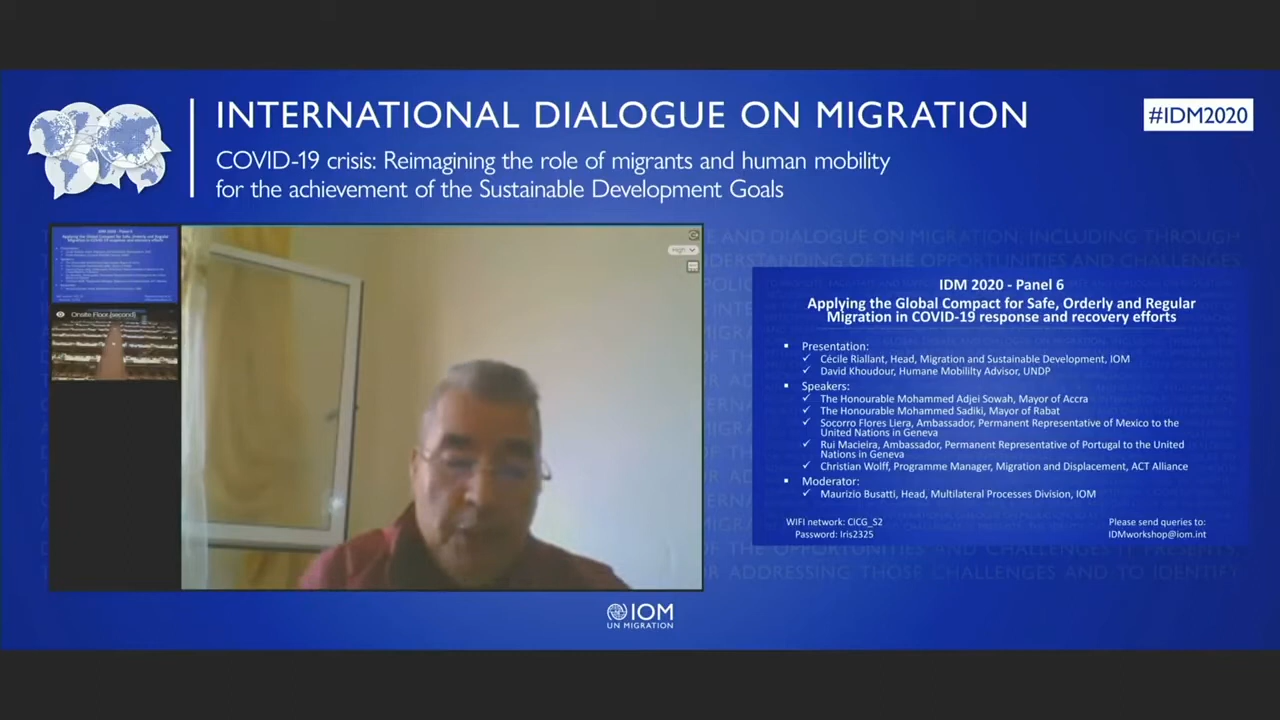 INTERNATIONAL DIALOGUE ON MIGRATION
#IDM2020
COVID-19 crisis: Reimagining the role of migrants and human mobility
for the achievement of the Sustainable Development Goals
Onsite Floor (second)
High
IDM 2020 - Panel 6
Applying the Global Compact for Safe, Orderly and Regular
Migration in COVID-19 response and recovery efforts
Presentation:
Cécile Riallant, Head, Migration and Sustainable Development, IOM
David Khoudour, Humane Mobililty Advisor, UNDP
Speakers:
The Honourable Mohammed Adjei Sowah, Mayor of Accra
The Honourable Mohammed Sadiki, Mayor of Rabat
Socorro Flores Liera, Ambassador, Permanent Representative of Mexico to the
United Nations in Geneva
Rui Macieira, Ambassador, Permanent Representative of Portugal to the United
Nations in Geneva
Christian Wolff, Programme Manager, Migration and Displacement, ACT Alliance
Moderator:
Maurizio Busatti, Head, Multilateral Processes Division, IOM
WIFI network: CICG_S2
Password: Iris2325
Please send queries to:
IDMworkshop@iom.int
IOM
UN MIGRATION